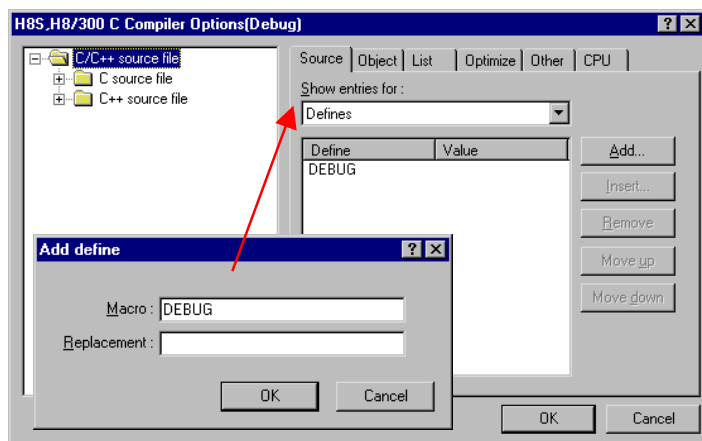 H8S,H8/300 C Compiler Options(Debug)
C/C++ source file
C source file
C++ source file
Source Object List Optimize Other CPU
Show entries for :
Defines
Define Value
DEBUG
Add...
Insert...
Remove
Move up
Move down
Add define
Macro : DEBUG
Replacement :
OK Cancel
OK Cancel